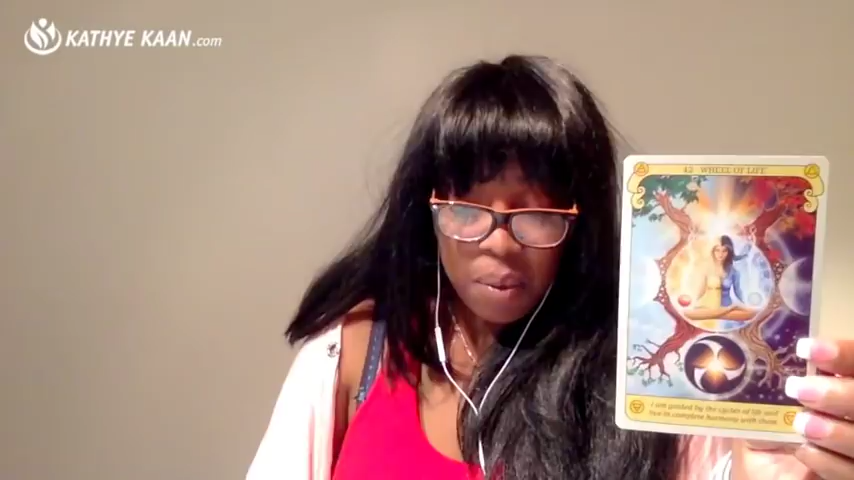 KATHYE KAAN.com
43 WHEEL OF LIFE
I am guided by the cycles of life and
live in complete harmony with them.